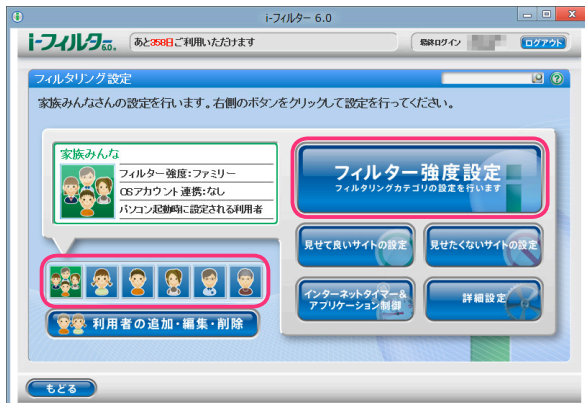 i-フィルター 6.0
i-フィルター 6.0. あと358日ご利用いただけます 最終ログイン ログアウト
フィルタリング設定
家族みんなさんの設定を行います。右側のボタンをクリックして設定を行ってください。
家族みんな
フィルター強度:ファミリー
OSアカウント連携:なし
パソコン起動時に設定される利用者
フィルター強度設定
フィルタリングカテゴリの設定を行います
見せて良いサイトの設定
見せたくないサイトの設定
インターネットタイマー&
アプリケーション制御
詳細設定
利用者の追加・編集・削除
もどる